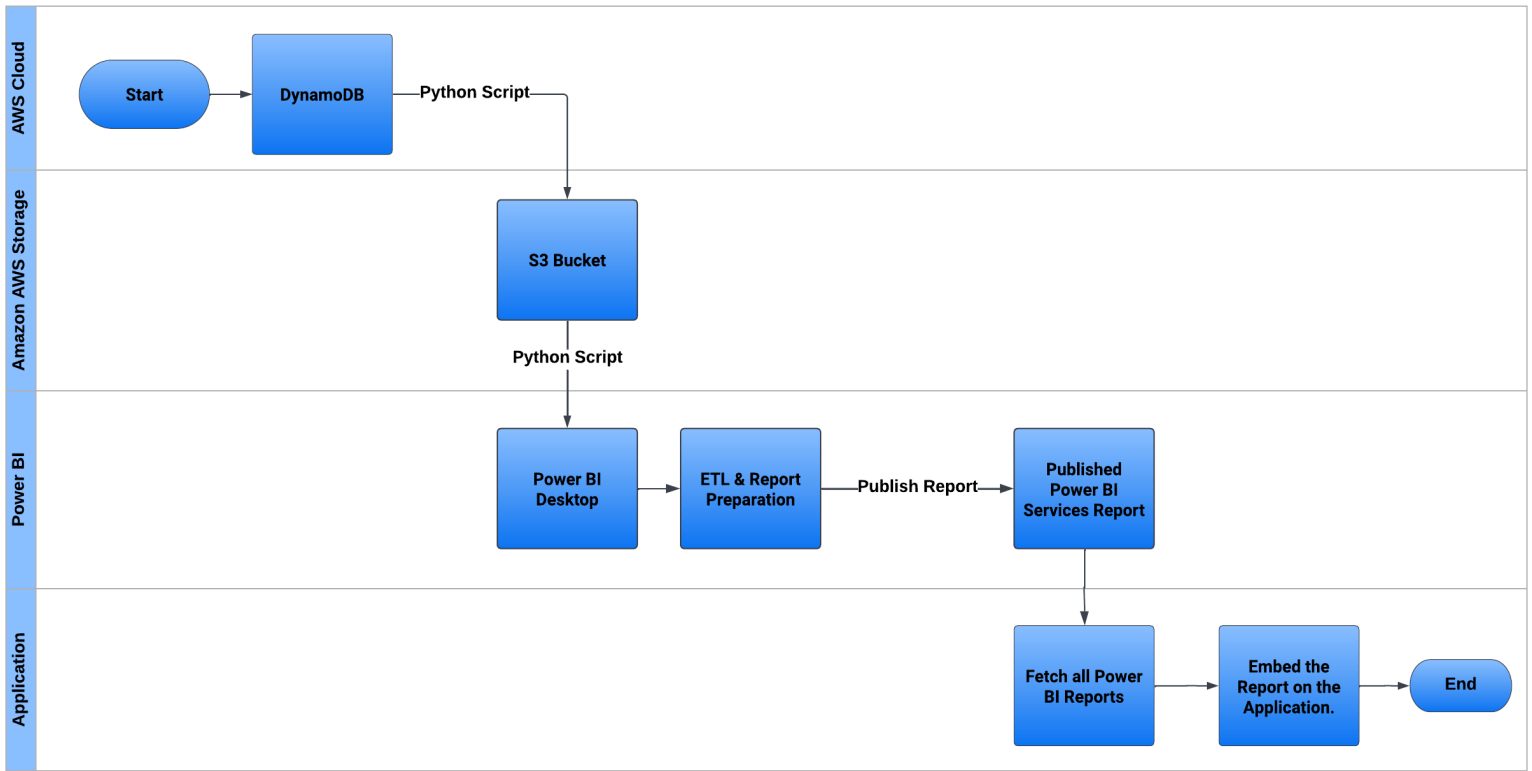 AWS Cloud
Start
DynamoDB
Python Script
Amazon AWS Storage
S3 Bucket
Python Script
Power BI
Power BI
Desktop
ETL & Report
Preparation
Publish Report
Published
Power BI
Services Report
Application
Fetch all Power
BI Reports
Embed the
Report on the
Application.
End